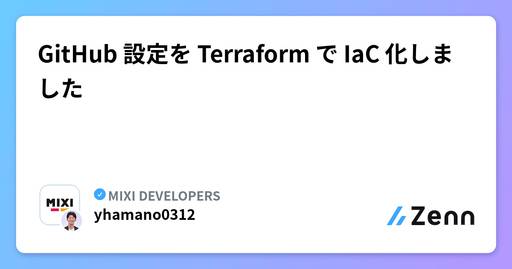 GitHub 設定を Terraform で IaC 化しま
した
MIXI
MIXI DEVELOPERS
yhamano0312
Zenn